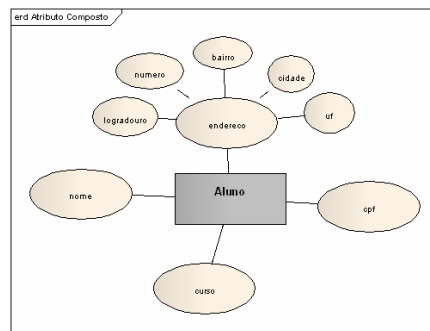 erd Atributo Composto
bairro
numero
cidade
logradouro
endereco
uf
Aluno
nome
cpf
curso